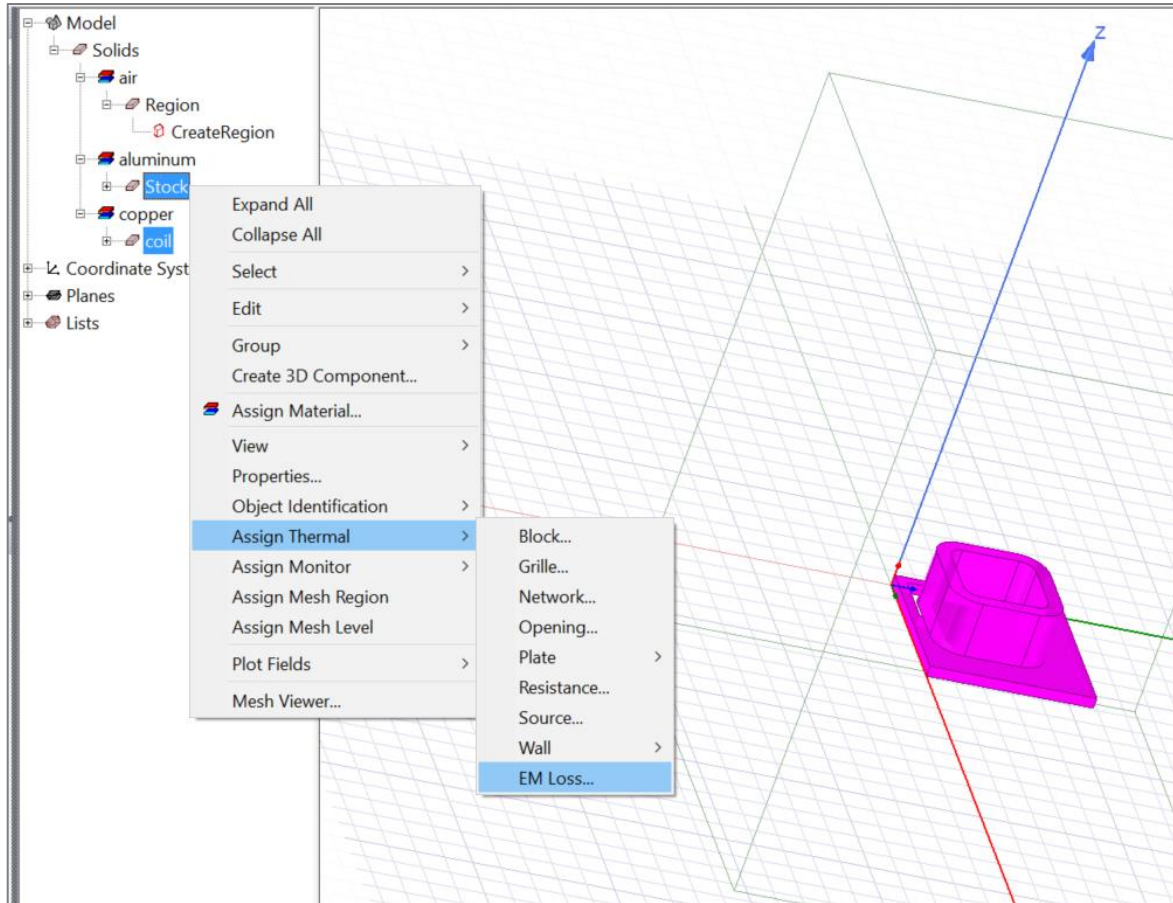 Model
Solids
air
Region
CreateRegion
aluminum
Stock
copper
coil
Coordinate Syst
Planes
Lists
Expand All
Collapse All
Select
Edit
Group
Create 3D Component...
Assign Material...
View
Properties...
Object Identification
Assign Thermal
Assign Monitor
Assign Mesh Region
Assign Mesh Level
Plot Fields
Mesh Viewer...
Block...
Grille...
Network...
Opening...
Plate
Resistance...
Source...
Wall
EM Loss...
Z